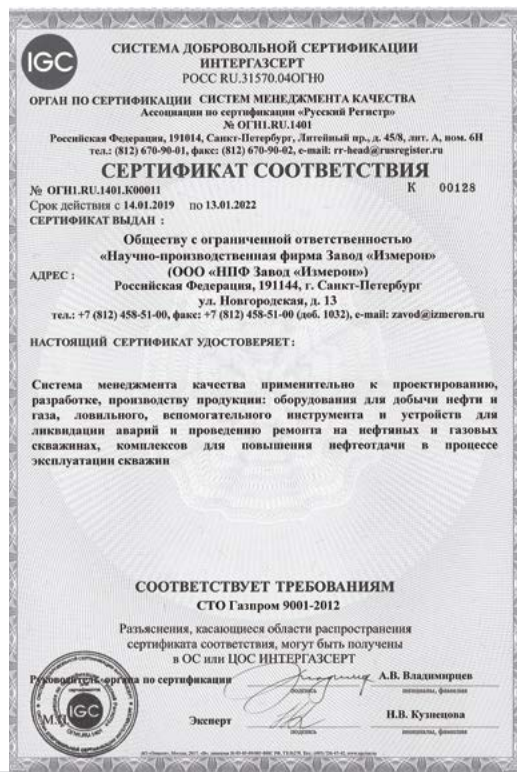 IGC
СИСТЕМА ДОБРОВОЛЬНОЙ СЕРТИФИКАЦИИ
ИНТЕРГАЗСЕРТ
РОСС RU.31570.04ОГН0
ОРГАН ПО СЕРТИФИКАЦИИ СИСТЕМ МЕНЕДЖМЕНТА КАЧЕСТВА
Ассоциации по сертификации «Русский Регистр»
№ ОГН1.RU.1401
Российская Федерация, 191014, Санкт-Петербург, Литейный пр., д. 45/8, лит. А, пом. 6Н
тел.: (812) 670-90-01, факс: (812) 670-90-02, e-mail: rr-head@rusregister.ru
СЕРТИФИКАТ СООТВЕТСТВИЯ
№ ОГН1.RU.1401.К00011 К 00128
Срок действия с 14.01.2019 по 13.01.2022
СЕРТИФИКАТ ВЫДАН :
Обществу с ограниченной ответственностью
«Научно-производственная фирма Завод «Измерон»
(ООО «НПФ Завод «Измерон»)
АДРЕС :
Российская Федерация, 191144, г. Санкт-Петербург
ул. Новгородская, д. 13
тел.: +7 (812) 458-51-00, факс: +7 (812) 458-51-00 (доб. 1032), e-mail: zavod@izmeron.ru
НАСТОЯЩИЙ СЕРТИФИКАТ УДОСТОВЕРЯЕТ :
Система менеджмента качества применительно к проектированию,
разработке, производству продукции: оборудования для добычи нефти и
газа, ловильного, вспомогательного инструмента и устройств для
ликвидации аварий и проведению ремонта на нефтяных и газовых
скважинах, комплексов для повышения нефтеотдачи в процессе
эксплуатации скважин
СООТВЕТСТВУЕТ ТРЕБОВАНИЯМ
СТО Газпром 9001-2012
Разъяснения, касающиеся области распространения
сертификата соответствия, могут быть получены
в ОС или ЦОС ИНТЕРГАЗСЕРТ
Руководитель органа по сертификации А.В. Владимирцев
подпись инициалы, фамилия
М.П. IGC
Эксперт Н.В. Кузнецова
подпись инициалы, фамилия